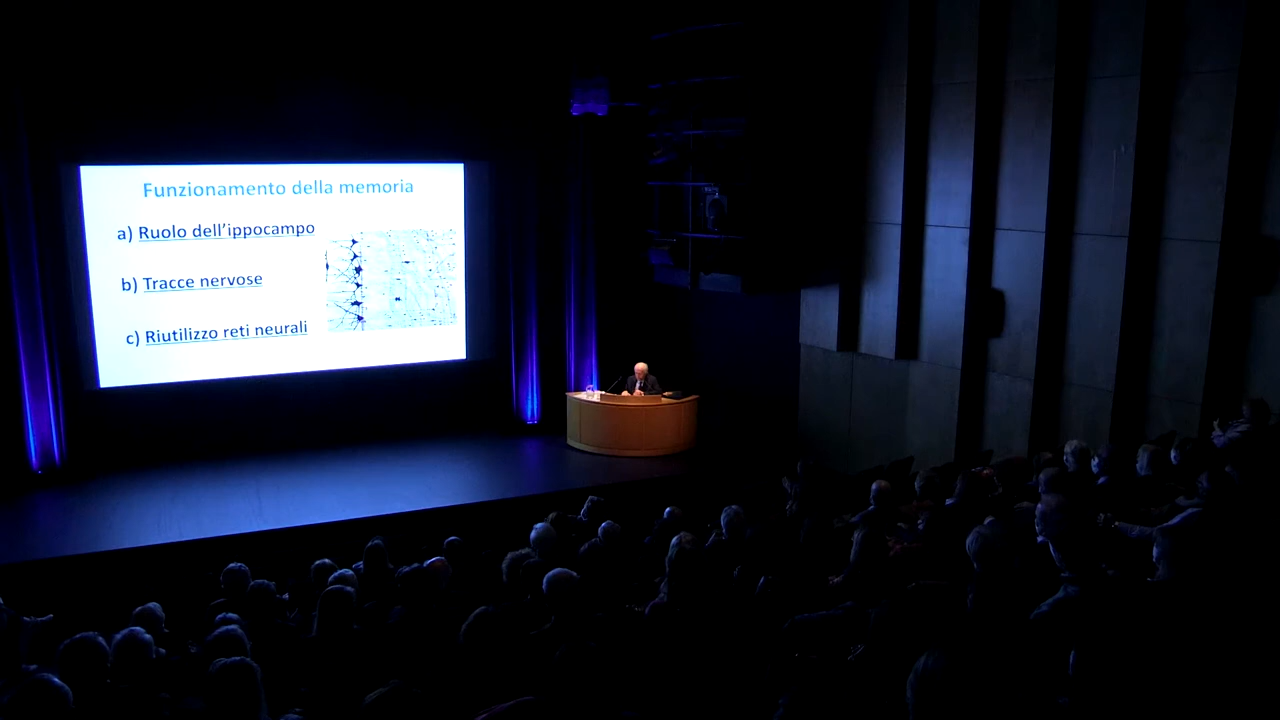 Funzionamento della memoria
a) Ruolo dell’ippocampo
b) Tracce nervose
c) Riutilizzo reti neurali